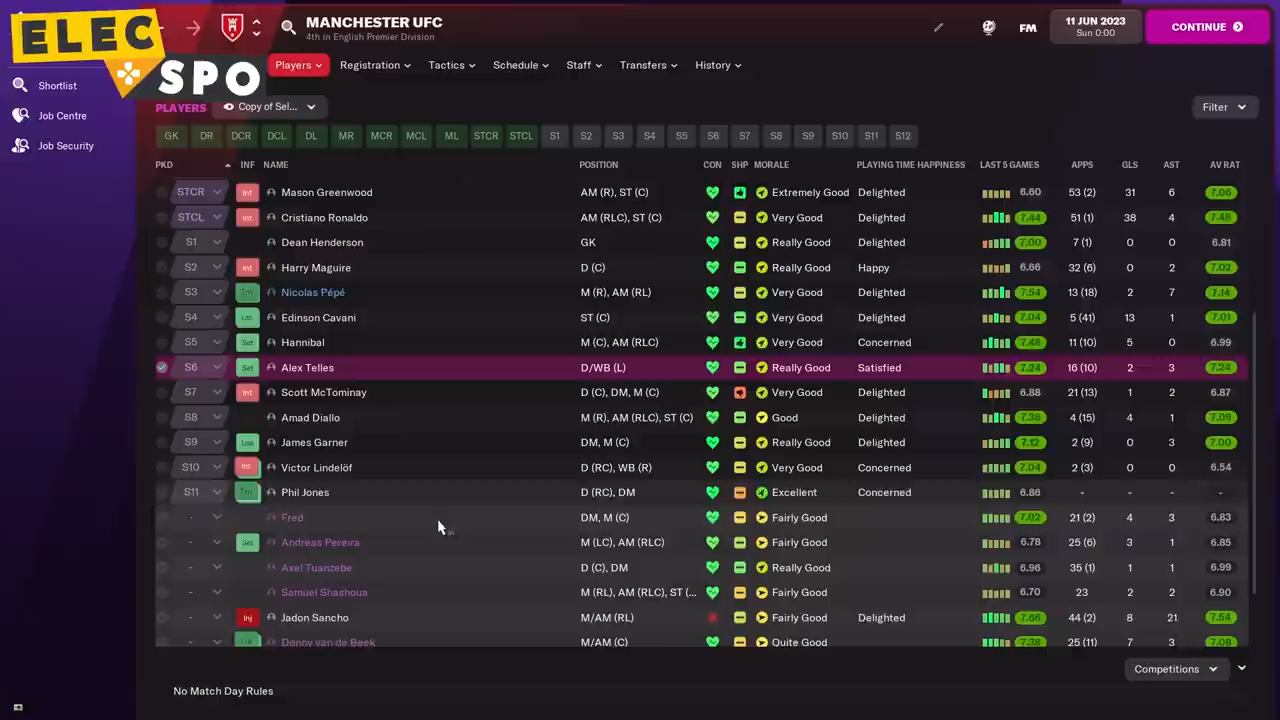 ELEC
SPO
MANCHESTER UFC
4th in English Premier Division
FM
11 JUN 2023
Sun 0:00
CONTINUE
Shortlist
Job Centre
Job Security
Players Registration Tactics Schedule Staff Transfers History
PLAYERS Copy of Sel... Filter
GK DR DCR DCL DL MR MCR MCL ML STCR STCL S1 S2 S3 S4 S5 S6 S7 S8 S9 S10 S11 S12
PKD INF NAME POSITION CON SHP MORALE PLAYING TIME HAPPINESS LAST 5 GAMES APPS GLS AST AV RAT
STCR Int Mason Greenwood AM (R), ST (C) Extremely Good Delighted 6.60 53 (2) 31 6 7.06
STCL Int Cristiano Ronaldo AM (RLC), ST (C) Very Good Delighted 7.44 51 (1) 38 4 7.48
S1 Dean Henderson GK Really Good Delighted 7.00 7 (1) 0 0 6.81
S2 Int Harry Maguire D (C) Really Good Happy 6.66 32 (6) 0 2 7.02
S3 Trn Nicolas Pépé M (R), AM (RL) Very Good Delighted 7.54 13 (18) 2 7 7.14
S4 Edinson Cavani ST (C) Very Good Delighted 7.04 5 (41) 13 1 7.01
S5 Set Hannibal M (C), AM (RLC) Very Good Concerned 7.48 11 (10) 5 0 6.99
S6 Set Alex Telles D/WB (L) Really Good Satisfied 7.24 16 (10) 2 3 7.24
S7 Int Scott McTominay D (C), DM, M (C) Very Good Delighted 6.88 21 (13) 1 2 6.87
S8 Amad Diallo M (R), AM (RLC), ST (C) Good Delighted 7.38 4 (15) 4 1 7.09
S9 Loa James Garner DM, M (C) Really Good Delighted 7.12 2 (9) 0 3 7.00
S10 Int Victor Lindelöf D (RC), WB (R) Very Good Concerned 7.04 2 (3) 0 0 6.54
S11 Trn Phil Jones D (RC), DM Excellent Concerned 6.86 - - - -
- Fred DM, M (C) Fairly Good 7.02 21 (2) 4 3 6.83
- Set Andreas Pereira M (LC), AM (RLC) Fairly Good 6.78 25 (6) 3 1 6.85
- Axel Tuanzebe D (C), DM Really Good 6.96 35 (1) 1 1 6.99
- Samuel Shashoua M (RL), AM (RLC), ST (... Fairly Good 6.70 23 2 2 6.90
- Inj Jadon Sancho M/AM (RL) Fairly Good Delighted 7.66 44 (2) 8 21 7.54
- Donny van de Beek M/AM (C) Quite Good 7.38 25 (11) 7 3 7.08
Competitions
No Match Day Rules